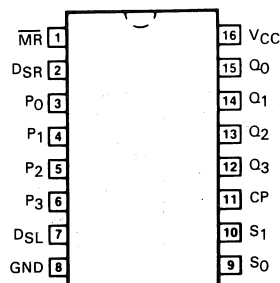 M̅R̅ 1 16 VCC
DSR 2 15 Q0
P0 3 14 Q1
P1 4 13 Q2
P2 5 12 Q3
P3 6 11 CP
DSL 7 10 S1
GND 8 9 S0